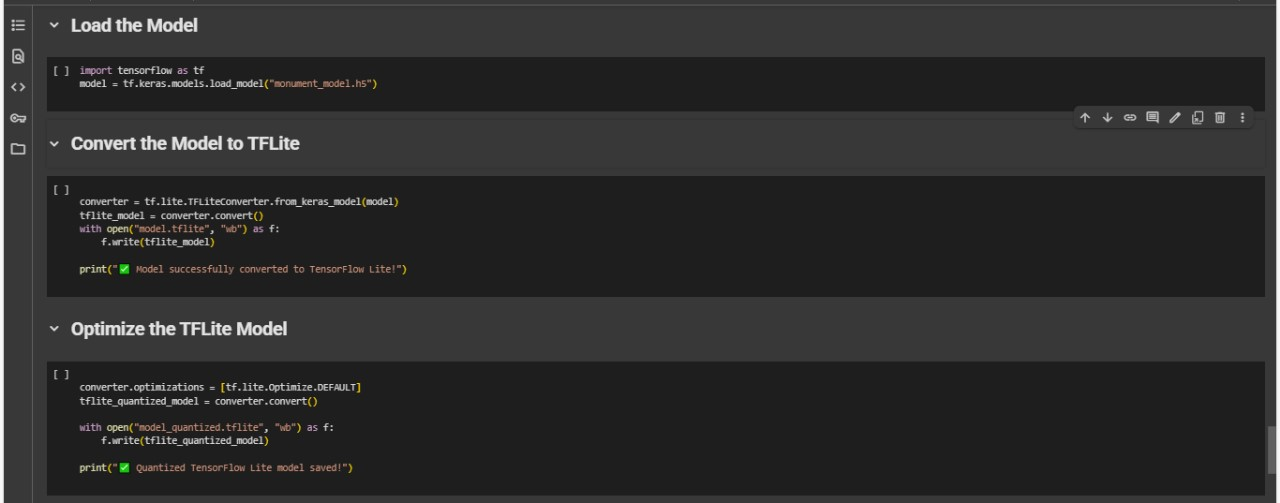 Load the Model
[ ] import tensorflow as tf
model = tf.keras.models.load_model("monument_model.h5")
Convert the Model to TFLite
[ ]
converter = tf.lite.TFLiteConverter.from_keras_model(model)
tflite_model = converter.convert()
with open("model.tflite", "wb") as f:
    f.write(tflite_model)
print("✅ Model successfully converted to TensorFlow Lite!")
Optimize the TFLite Model
[ ]
converter.optimizations = [tf.lite.Optimize.DEFAULT]
tflite_quantized_model = converter.convert()
with open("model_quantized.tflite", "wb") as f:
    f.write(tflite_quantized_model)
print("✅ Quantized TensorFlow Lite model saved!")